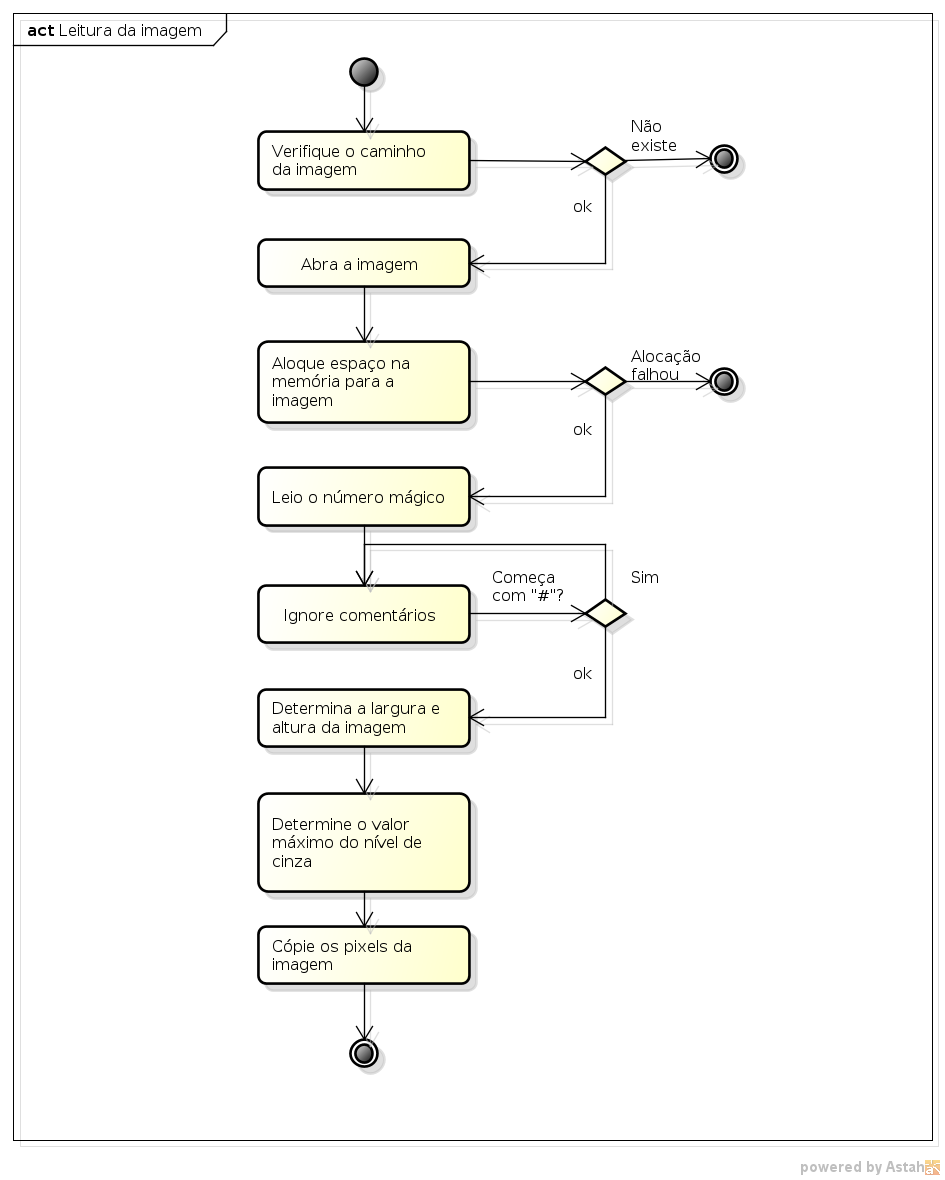 act Leitura da imagem
Verifique o caminho
da imagem
Não
existe
ok
Abra a imagem
Aloque espaço na
memória para a
imagem
Alocação
falhou
ok
Leio o número mágico
Ignore comentários
Começa
com "#"?
Sim
ok
Determina a largura e
altura da imagem
Determine o valor
máximo do nível de
cinza
Cópie os pixels da
imagem
powered by Astah